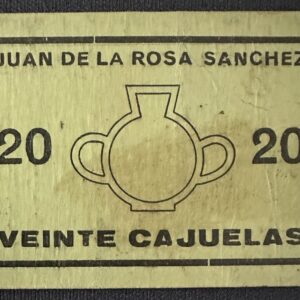 JUAN DE LA ROSA SANCHEZ
20 20
VEINTE CAJUELAS